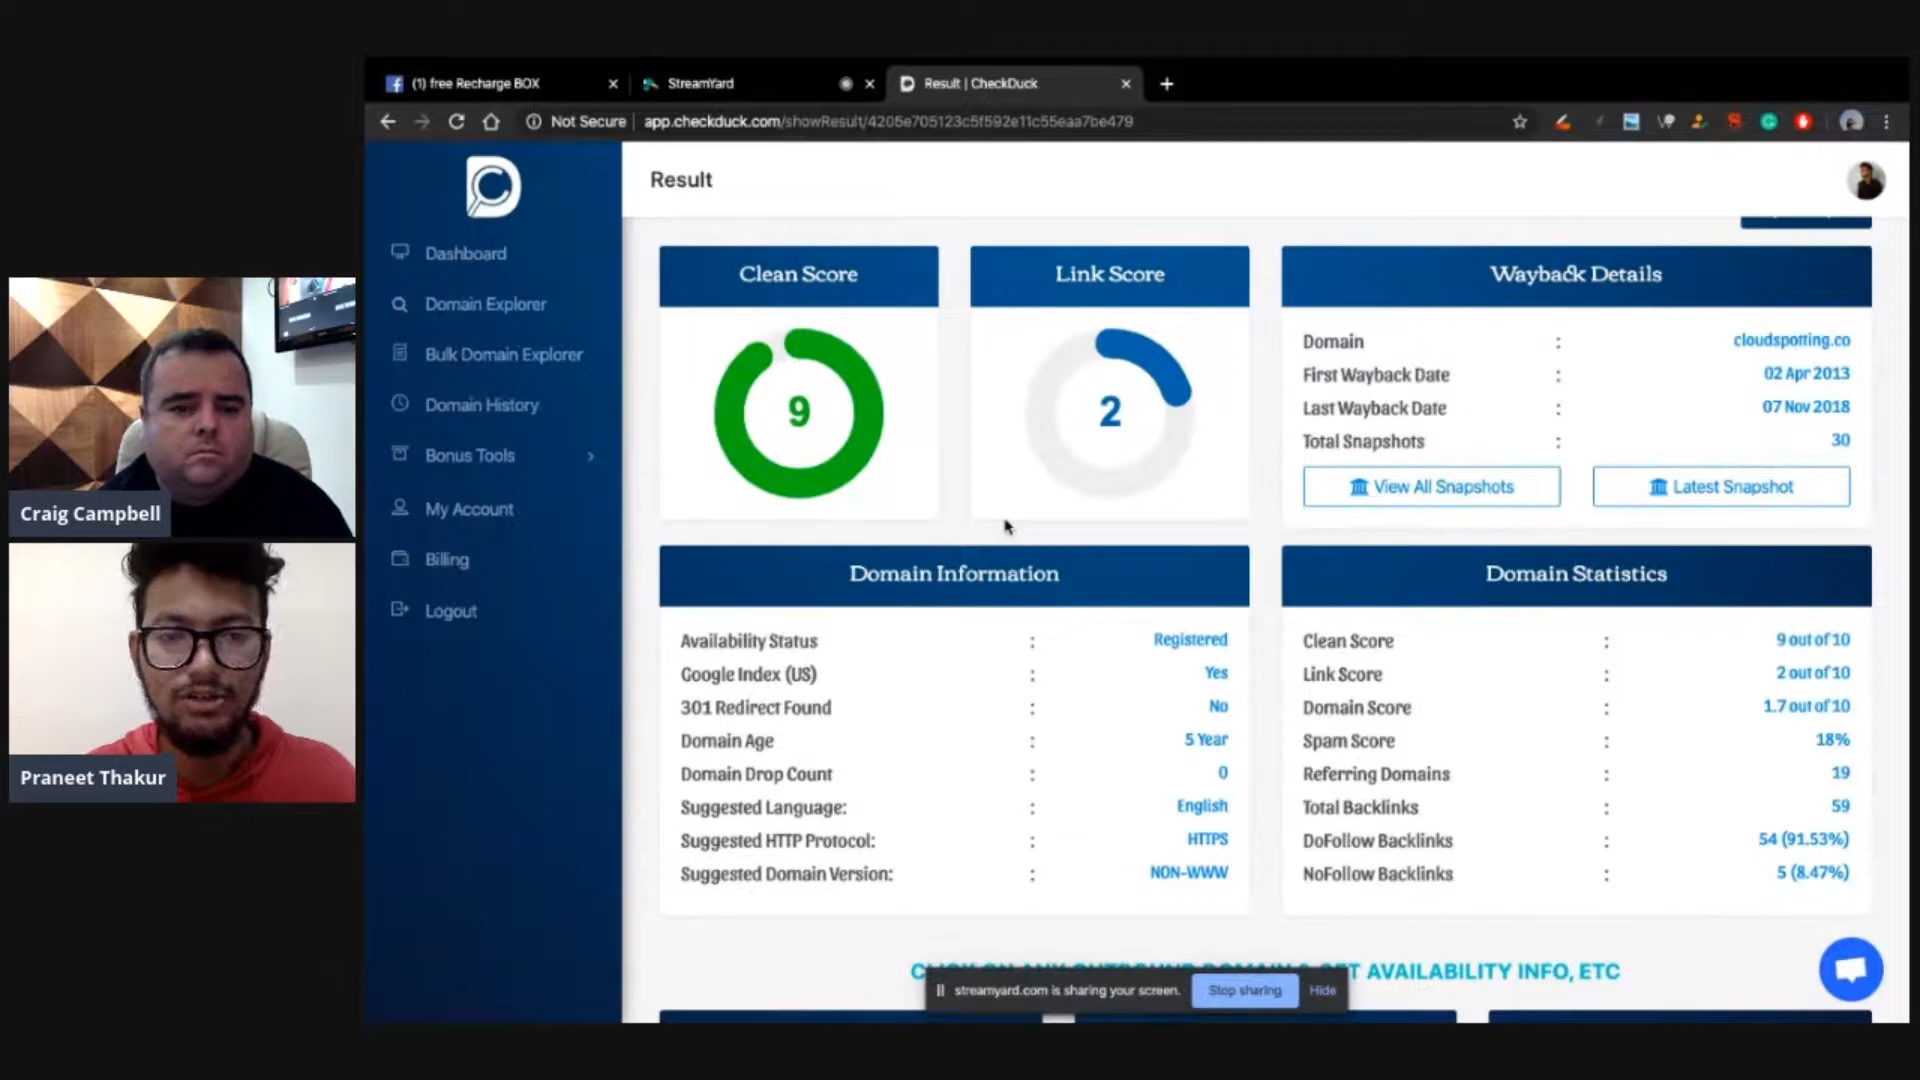 (1) free Recharge BOX
StreamYard
Result | CheckDuck
Not Secure
app.checkduck.com/showResult/4205e705123c5f592e11c55eaa7be479
Result
Dashboard
Domain Explorer
Bulk Domain Explorer
Domain History
Bonus Tools
My Account
Billing
Logout
Craig Campbell
Praneet Thakur
Clean Score
9
Link Score
2
Wayback Details
Domain : cloudspotting.co
First Wayback Date : 02 Apr 2013
Last Wayback Date : 07 Nov 2018
Total Snapshots : 30
View All Snapshots
Latest Snapshot
Domain Information
Availability Status : Registered
Google Index (US) : Yes
301 Redirect Found : No
Domain Age : 5 Year
Domain Drop Count : 0
Suggested Language: : English
Suggested HTTP Protocol: : HTTPS
Suggested Domain Version: : NON-WWW
Domain Statistics
Clean Score : 9 out of 10
Link Score : 2 out of 10
Domain Score : 1.7 out of 10
Spam Score : 18%
Referring Domains : 19
Total Backlinks : 59
DoFollow Backlinks : 54 (91.53%)
NoFollow Backlinks : 5 (8.47%)
AVAILABILITY INFO, ETC
streamyard.com is sharing your screen.
Stop sharing
Hide